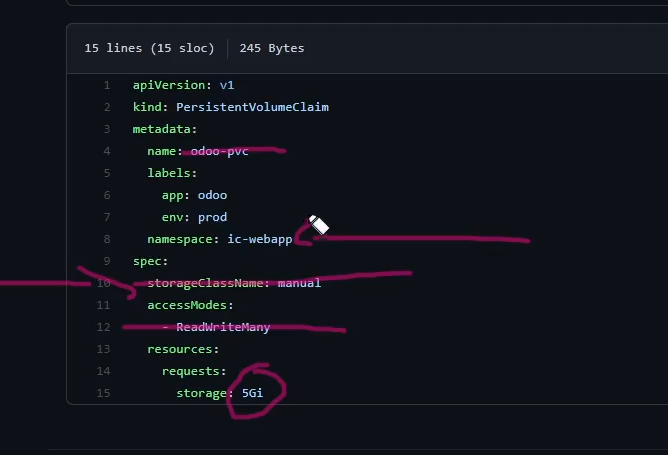 15 lines (15 sloc) 245 Bytes
1 apiVersion: v1
2 kind: PersistentVolumeClaim
3 metadata:
4 name: odoo-pvc
5 labels:
6 app: odoo
7 env: prod
8 namespace: ic-webapp
9 spec:
10 storageClassName: manual
11 accessModes:
12 - ReadWriteMany
13 resources:
14 requests:
15 storage: 5Gi